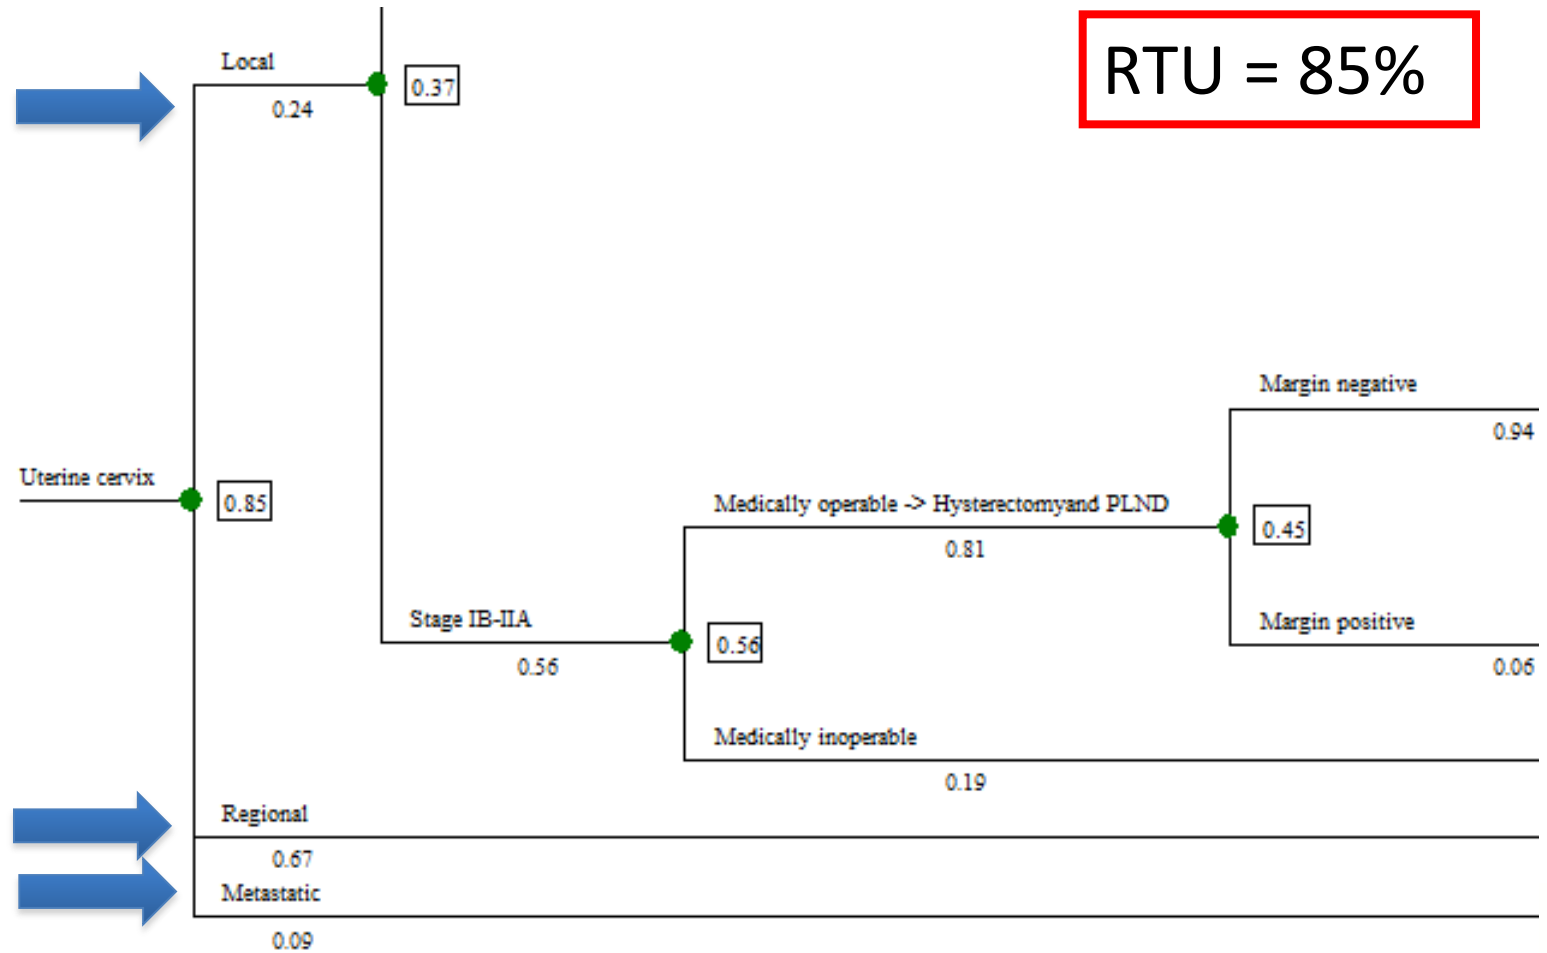 RTU = 85%
Local
0.37
0.24
Margin negative
0.94
Uterine cervix
0.85
Medically operable -> Hysterectomyand PLND
0.45
0.81
Stage IB-IIA
0.56
0.56
Margin positive
0.06
Medically inoperable
0.19
Regional
0.67
Metastatic
0.09